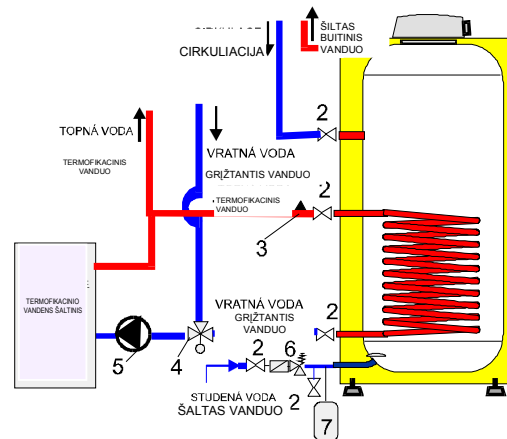 ŠILTAS
BUITINIS
VANDUO
CIRKULIACIJA
2
TOPNÁ VODA
TERMOFIKACINIS
VANDUO
VRATNÁ VODA
GRĮŽTANTIS VANDUO
TERMOFIKACINIS
VANDUO
2
3
TERMOFIKACINIO
VANDENS ŠALTINIS
VRATNÁ VODA
GRĮŽTANTIS
VANDUO
2
5
4
2
6
STUDENÁ VODA
ŠALTAS VANDUO
2
7